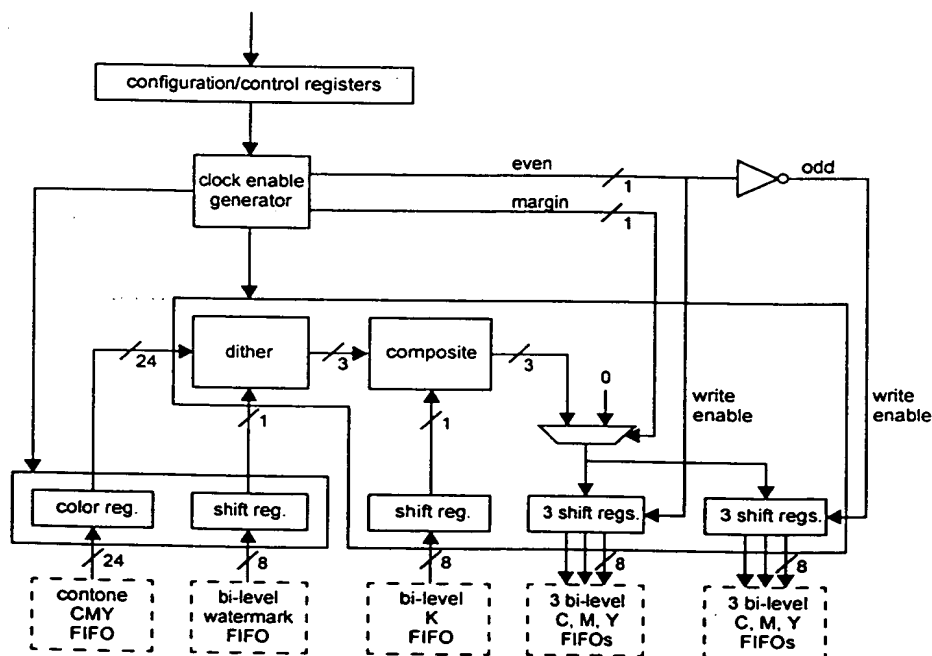 configuration/control registers
clock enable
generator
even
1
odd
margin
1
dither
composite
24
3
3
0
1
1
write
enable
write
enable
color reg.
shift reg.
shift reg.
3 shift regs.
3 shift regs.
24
8
8
8
8
contone
CMY
FIFO
bi-level
watermark
FIFO
bi-level
K
FIFO
3 bi-level
C, M, Y
FIFOs
3 bi-level
C, M, Y
FIFOs